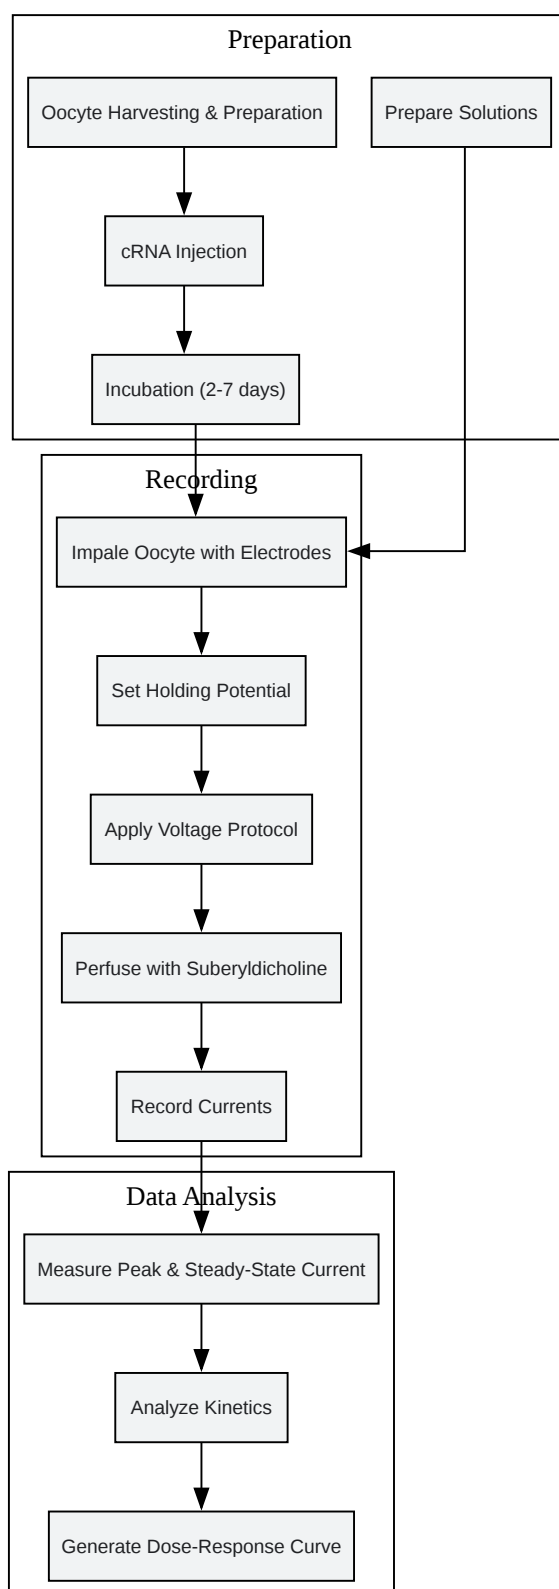 Preparation
Oocyte Harvesting & Preparation
Prepare Solutions
cRNA Injection
Incubation (2-7 days)
Recording
Impale Oocyte with Electrodes
Set Holding Potential
Apply Voltage Protocol
Perfuse with Suberyldicholine
Record Currents
Data Analysis
Measure Peak & Steady-State Current
Analyze Kinetics
Generate Dose-Response Curve